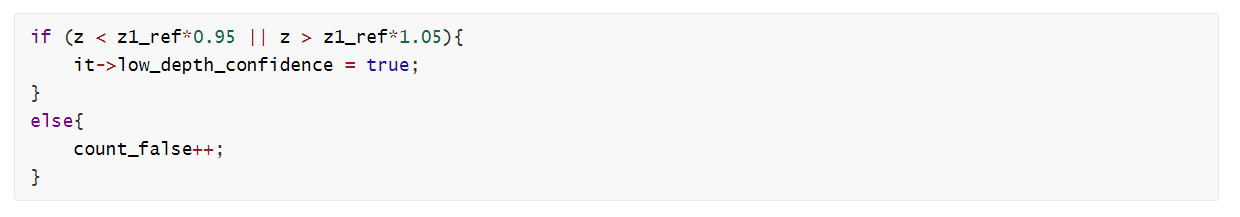 if (z < z1_ref*0.95 || z > z1_ref*1.05){
    it->low_depth_confidence = true;
}
else{
    count_false++;
}